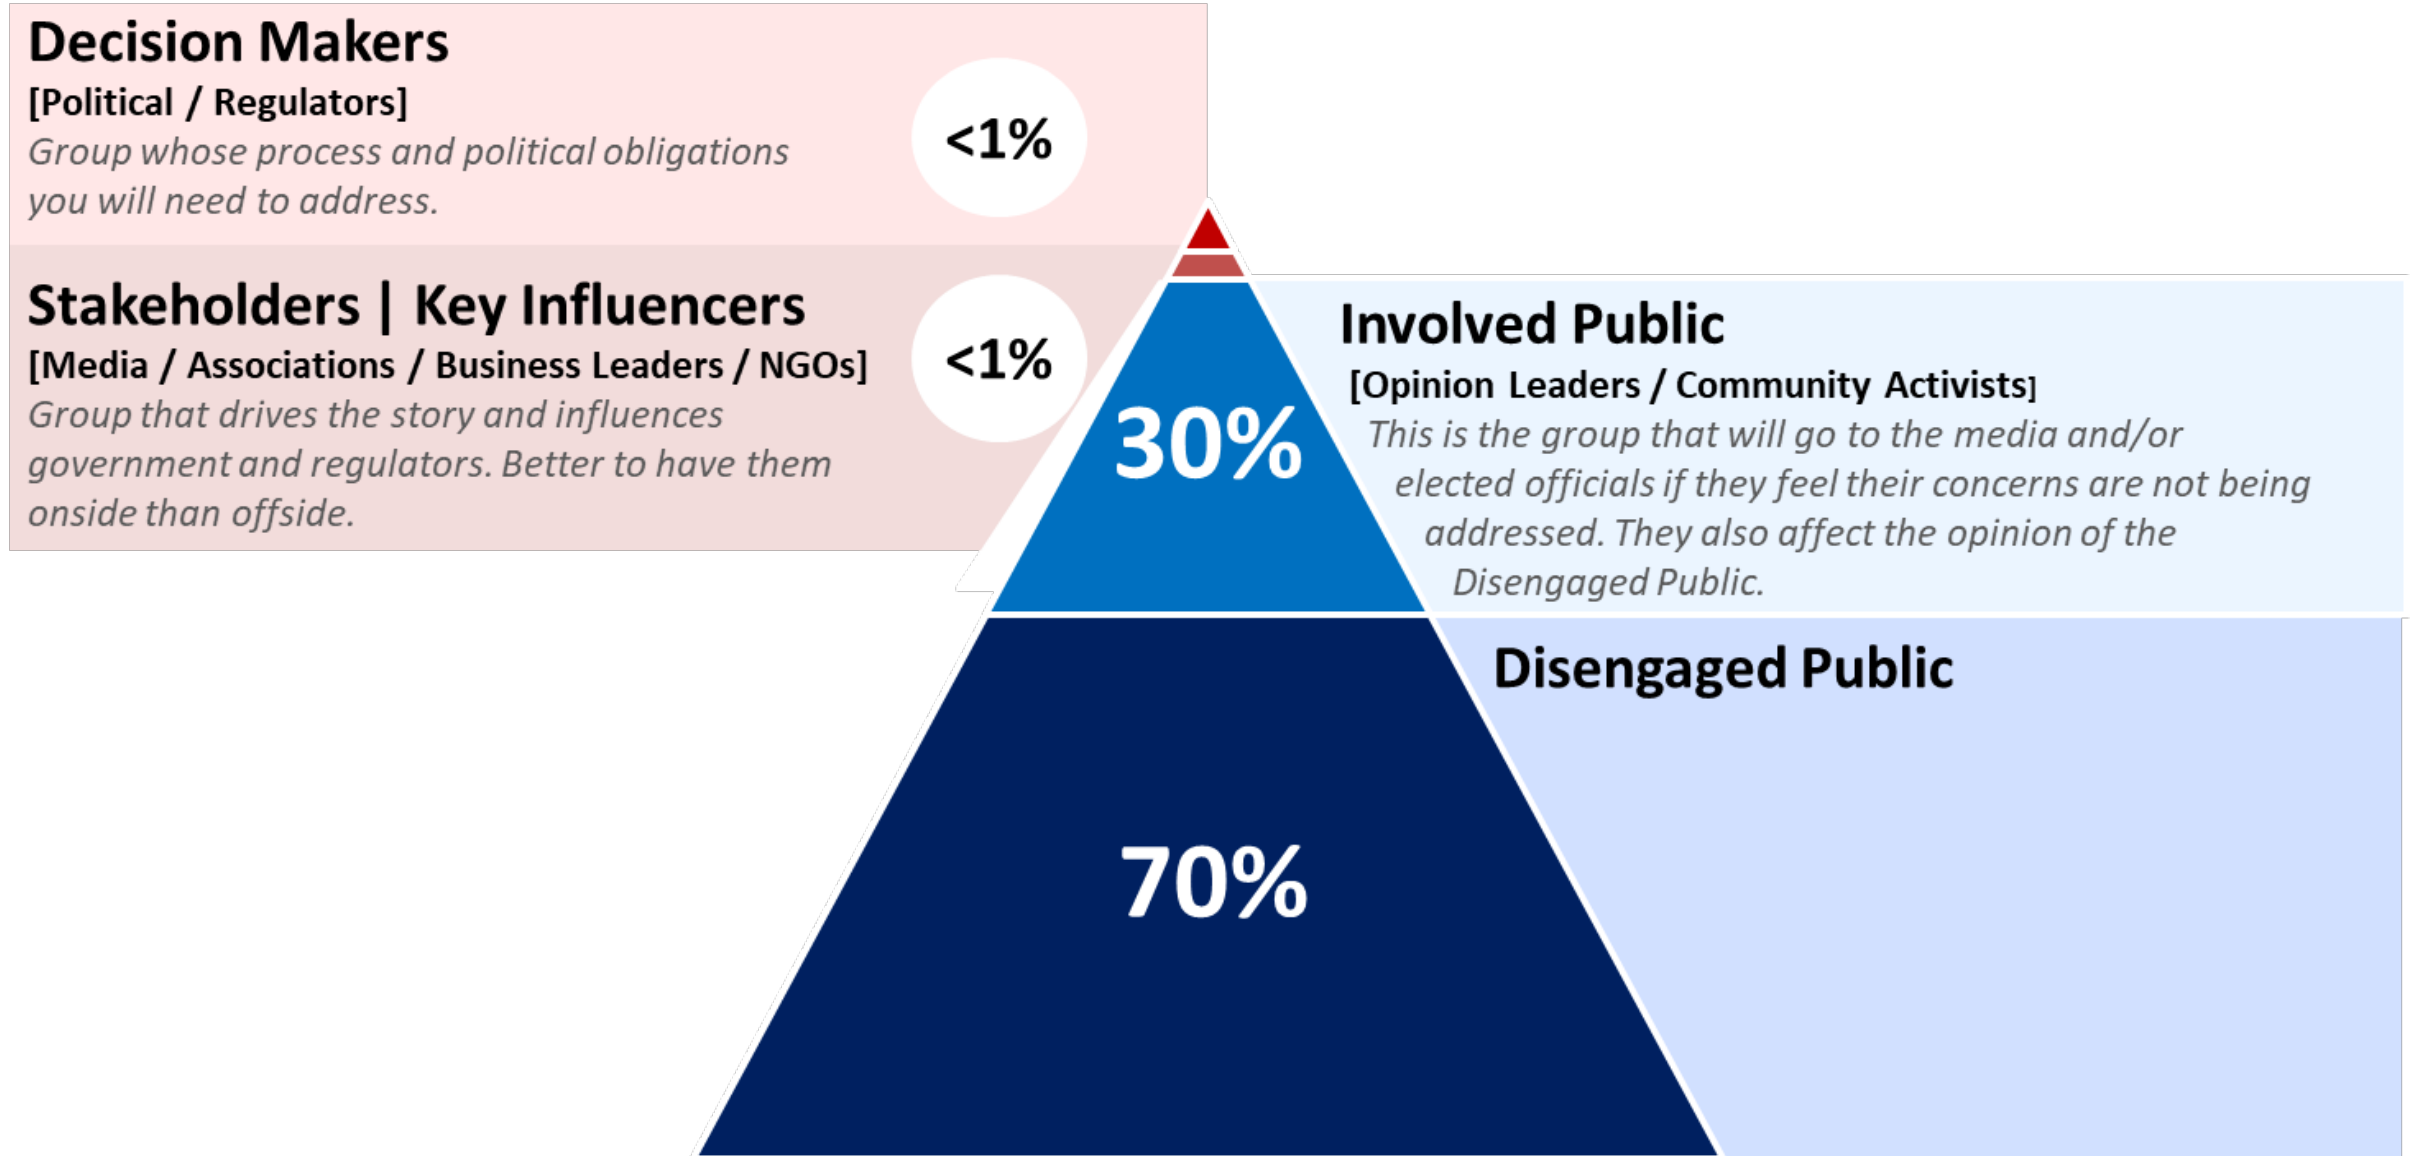 Decision Makers
[Political / Regulators]
Group whose process and political obligations
you will need to address.
<1%
Stakeholders | Key Influencers
[Media / Associations / Business Leaders / NGOs]
Group that drives the story and influences
government and regulators. Better to have them
onside than offside.
<1%
30%
Involved Public
[Opinion Leaders / Community Activists]
This is the group that will go to the media and/or
elected officials if they feel their concerns are not being
addressed. They also affect the opinion of the
Disengaged Public.
Disengaged Public
70%